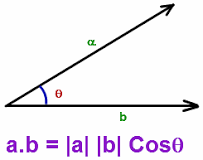 a
θ
b
a.b = |a| |b| Cosθ